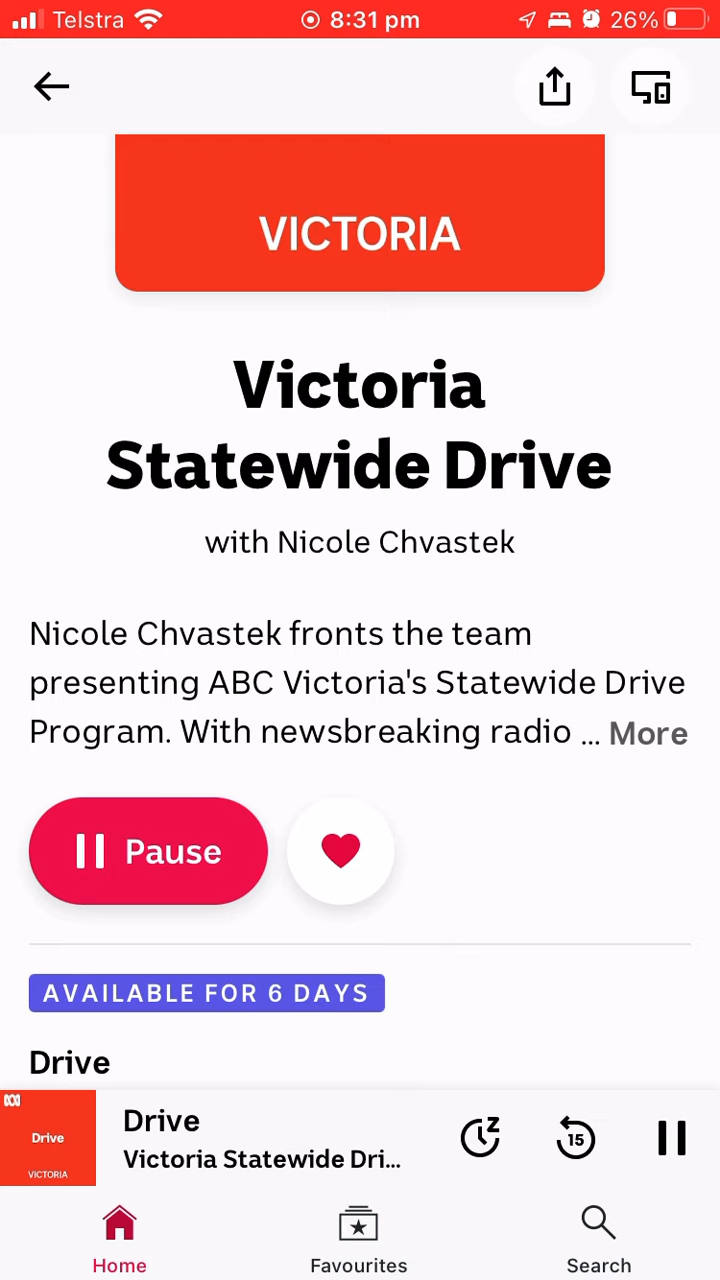 Telstra 8:31 pm 26%
VICTORIA
Victoria
Statewide Drive
with Nicole Chvastek
Nicole Chvastek fronts the team
presenting ABC Victoria's Statewide Drive
Program. With newsbreaking radio ... More
Pause
AVAILABLE FOR 6 DAYS
Drive
Drive
VICTORIA
Drive
Victoria Statewide Dri...
15
Home Favourites Search